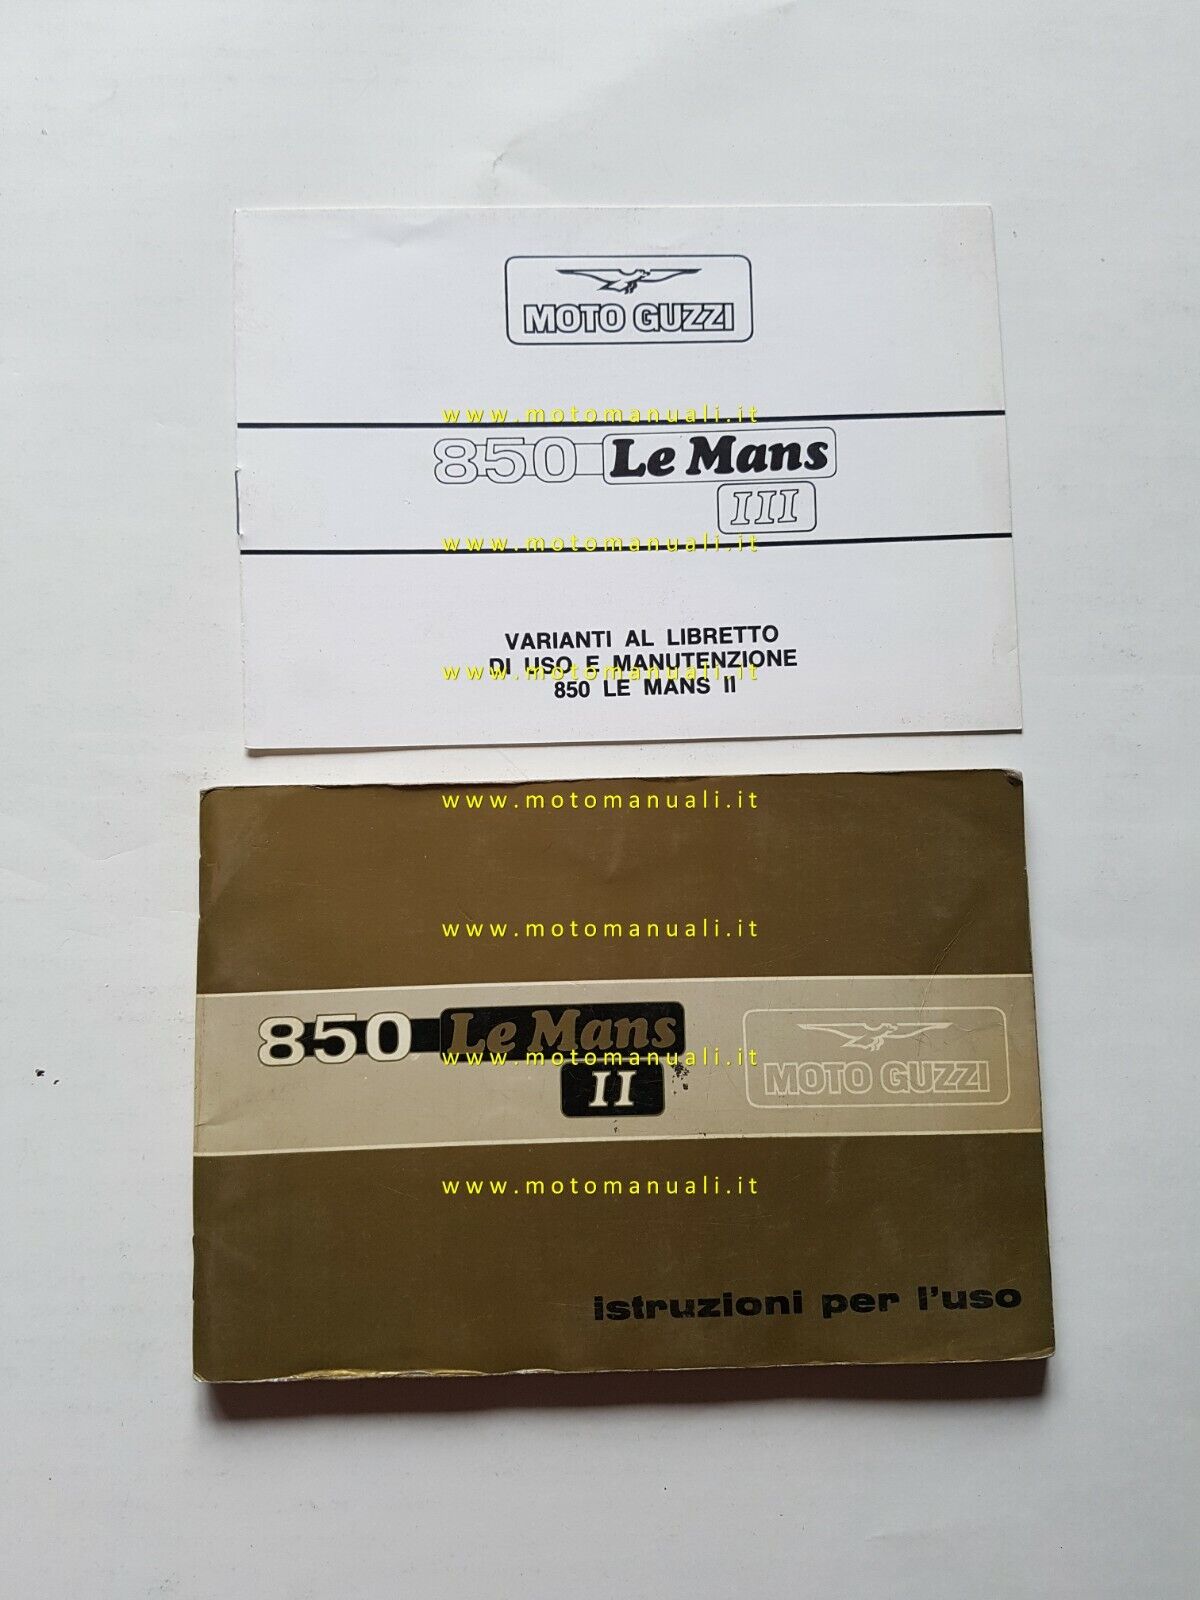 MOTO GUZZI
www.motomanuali.it
850 Le Mans
III
www.motomanuali.it
VARIANTI AL LIBRETTO
DI USO E MANUTENZIONE
www.motomanuali.it
850 LE MANS II
www.motomanuali.it
www.motomanuali.it
850 Le Mans
II
MOTO GUZZI
www.motomanuali.it
www.motomanuali.it
istruzioni per l'uso